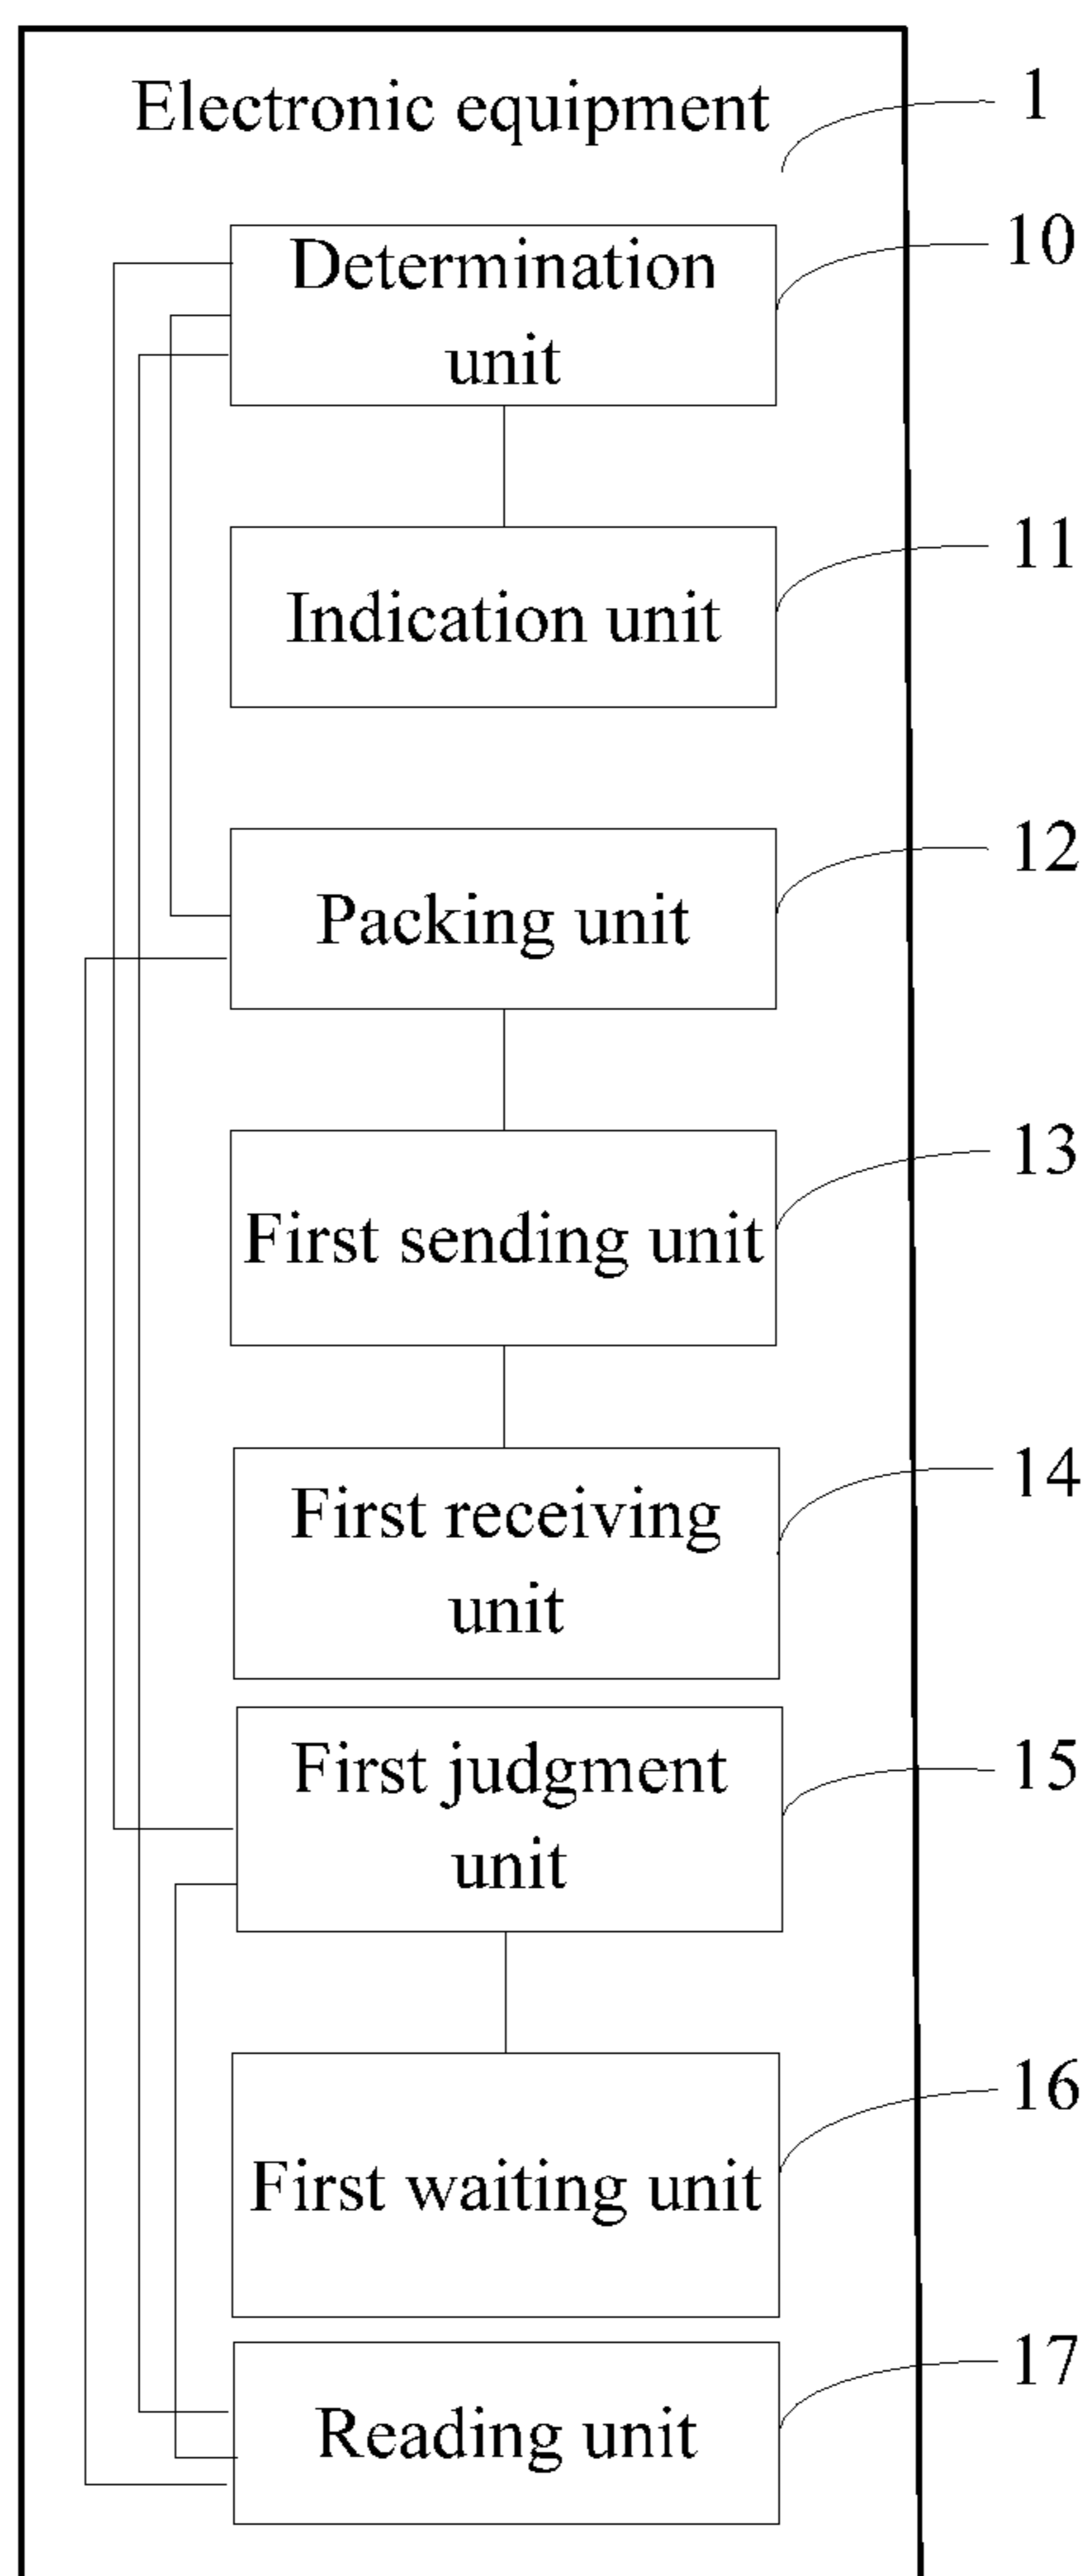 Electronic equipment
1
Determination
unit
10
Indication unit
11
Packing unit
12
First sending unit
13
First receiving
unit
14
First judgment
unit
15
First waiting unit
16
Reading unit
17